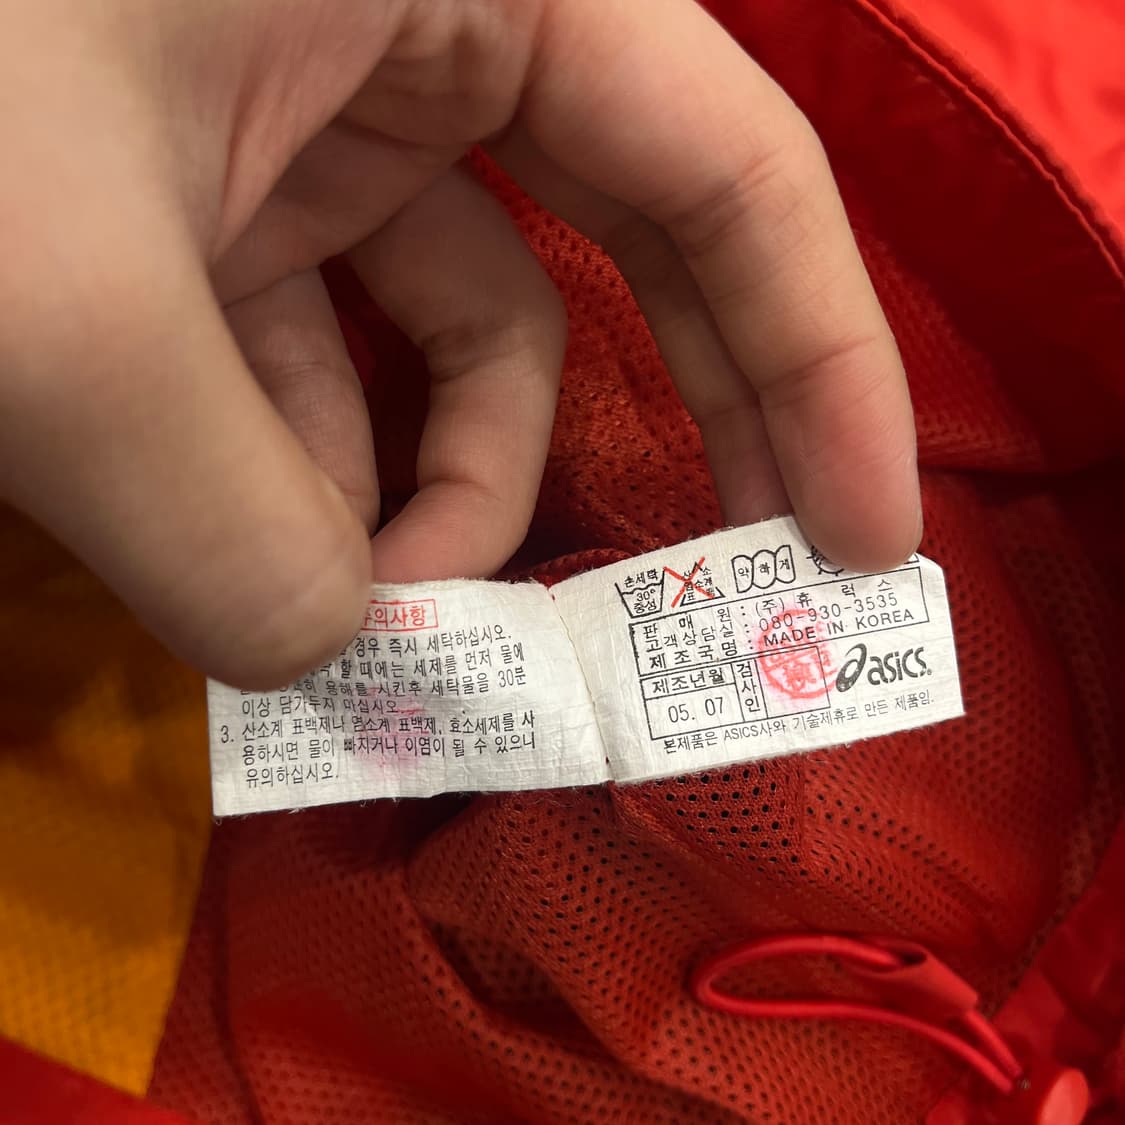 주의사항
경우 즉시 세탁하십시오.
할 때에는 세제를 먼저 물에
용해를 시킨후 세탁물을 30분
이상 담가두지 마십시오.
3. 산소계 표백제나 염소계 표백제, 효소세제를 사
용하시면 물이 빠지거나 이염이 될 수 있으니
유의하십시오.
손세탁
30°
중성
산소
염소계
표백
약하게
판매원 : (주) 휴럭스
고객상담실 : 080-930-3535
제조국명 : MADE IN KOREA
제조년월
05. 07
검사인
asics.
본제품은 ASICS사와 기술제휴로 만든 제품임.